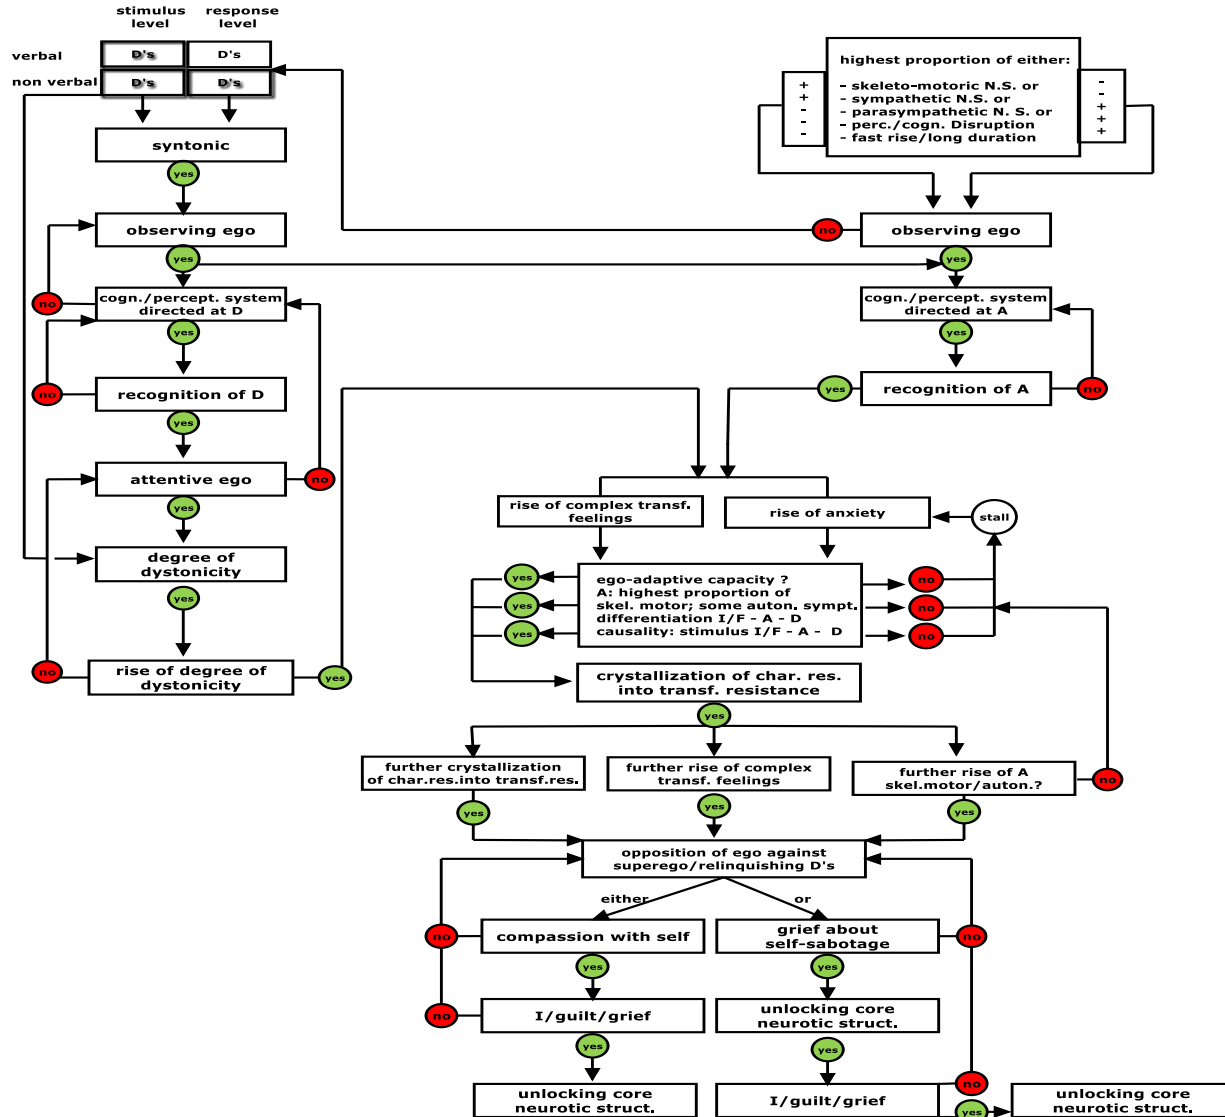 stimulus level
response level
verbal
D's
D's
non verbal
D's
D's
highest proportion of either:
- skeleto-motoric N.S. or
- sympathetic N.S. or
- parasympathetic N. S. or
- perc./cogn. Disruption
- fast rise/long duration
+
+
-
-
-
-
-
+
+
+
syntonic
yes
observing ego
no
observing ego
yes
yes
no
cogn./percept. system
directed at D
cogn./percept. system
directed at A
yes
yes
no
recognition of D
yes
recognition of A
no
yes
attentive ego
no
yes
rise of complex transf.
feelings
rise of anxiety
stall
degree of
dystonicity
yes
yes
yes
yes
ego-adaptive capacity ?
A: highest proportion of
skel. motor; some auton. sympt.
differentiation I/F - A - D
causality: stimulus I/F - A - D
no
no
no
no
rise of degree of
dystonicity
yes
crystallization of char. res.
into transf. resistance
yes
further crystallization
of char.res.into transf.res.
further rise of complex
transf. feelings
further rise of A
skel.motor/auton.?
no
yes
yes
yes
opposition of ego against
superego/relinquishing D's
either
or
no
compassion with self
grief about
self-sabotage
no
yes
yes
no
I/guilt/grief
unlocking core
neurotic struct.
yes
yes
unlocking core
neurotic struct.
I/guilt/grief
no
yes
unlocking core
neurotic struct.